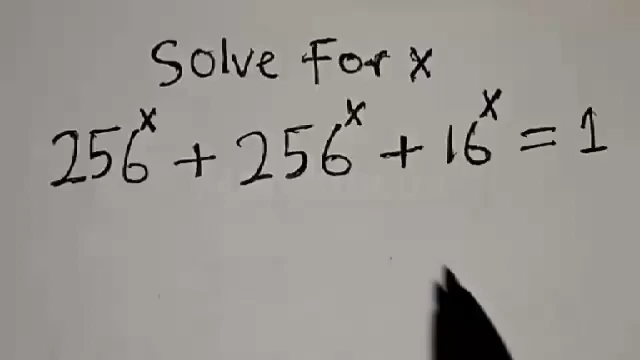 Solve For x
256^x + 256^x + 16^x = 1